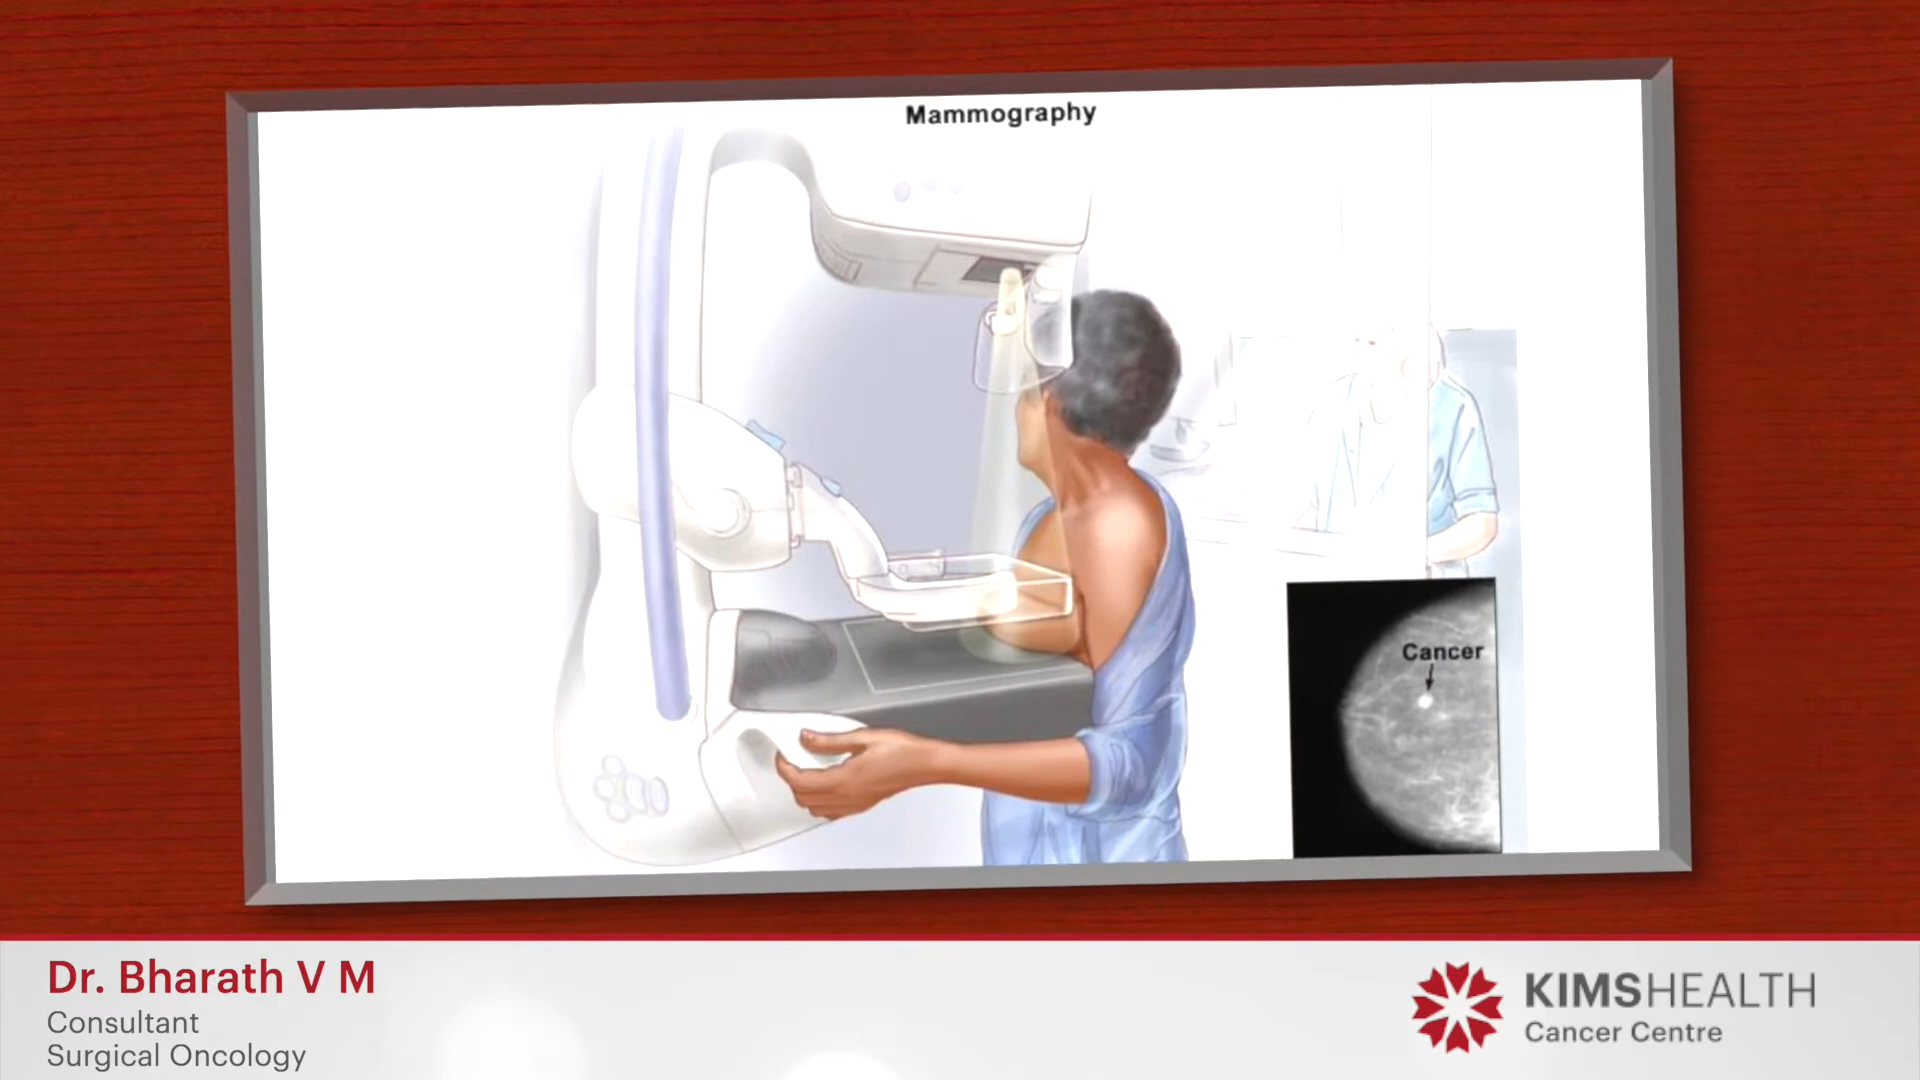 Mammography
Cancer
Dr. Bharath V M
Consultant
Surgical Oncology
KIMSHEALTH
Cancer Centre